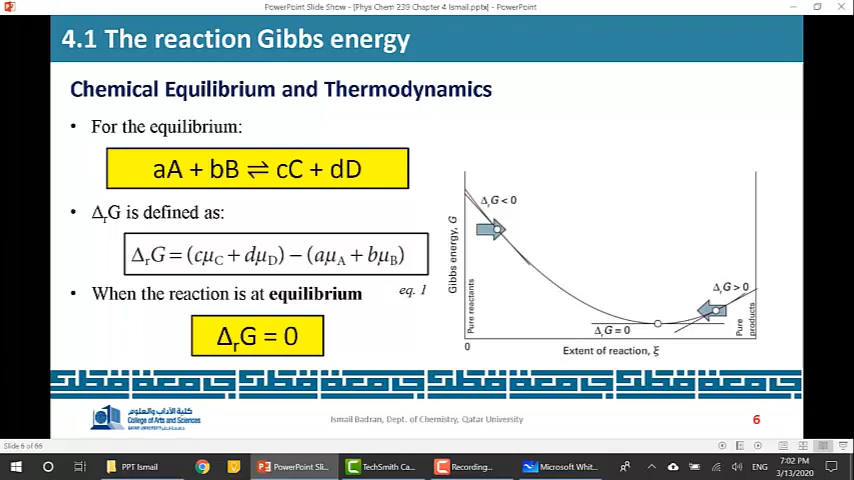 PowerPoint Slide Show - [Phys Chem 239 Chapter 4 Ismail.pptx] - PowerPoint
4.1 The reaction Gibbs energy
Chemical Equilibrium and Thermodynamics
• For the equilibrium:
aA + bB ⇌ cC + dD
• ΔrG is defined as:
ΔrG = (cμC + dμD) − (aμA + bμB)
• When the reaction is at equilibrium
eq. 1
ΔrG = 0
Gibbs energy, G
Pure reactants
ΔrG < 0
ΔrG > 0
ΔrG = 0
Pure products
0
Extent of reaction, ξ
كلية الآداب والعلوم
College of Arts and Sciences
QATAR UNIVERSITY جامعة قطر
Ismail Badran, Dept. of Chemistry, Qatar University
6
Slide 6 of 66
PPT Ismail
PowerPoint Sli...
TechSmith Ca...
Recording...
Microsoft Whit...
ENG
7:02 PM
3/13/2020